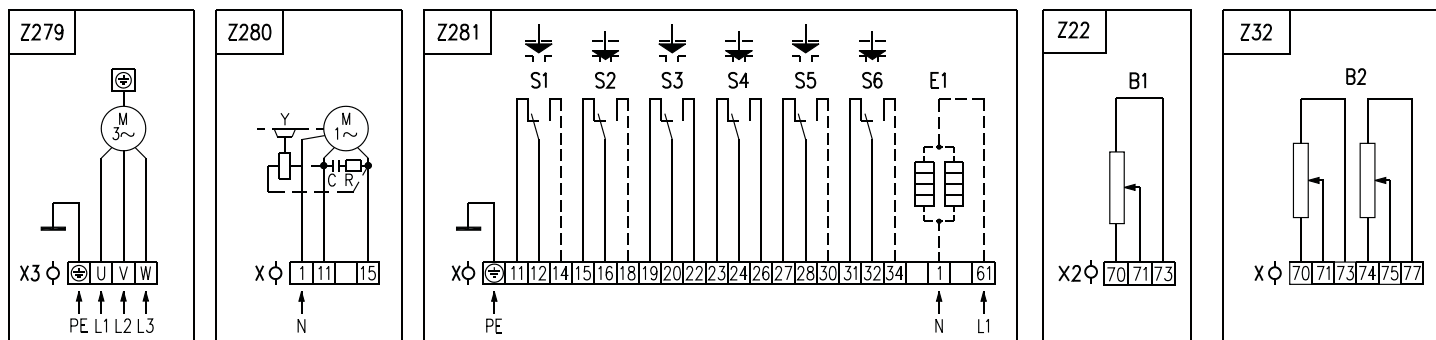 Z279
M
3~
X3
U V W
PE L1 L2 L3
Z280
Y
M
1~
C R
X
1 11 15
N
Z281
S1 S2 S3 S4 S5 S6 E1
X
11 12 14 15 16 18 19 20 22 23 24 26 27 28 30 31 32 34 1 61
PE N L1
Z22
B1
X2
70 71 73
Z32
B2
X
70 71 73 74 75 77